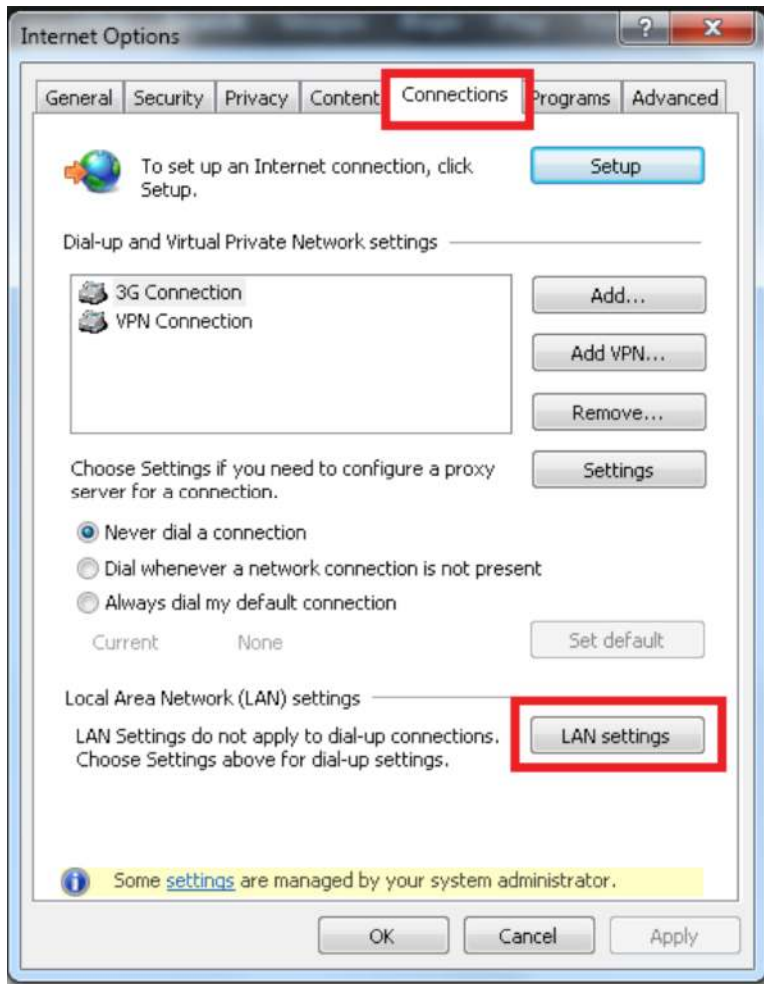 Internet Options
?
X
General Security Privacy Content Connections Programs Advanced
To set up an Internet connection, click
Setup.
Setup
Dial-up and Virtual Private Network settings
3G Connection
VPN Connection
Add...
Add VPN...
Remove...
Choose Settings if you need to configure a proxy
server for a connection.
Settings
Never dial a connection
Dial whenever a network connection is not present
Always dial my default connection
Current None
Set default
Local Area Network (LAN) settings
LAN Settings do not apply to dial-up connections.
Choose Settings above for dial-up settings.
LAN settings
Some settings are managed by your system administrator.
OK Cancel Apply